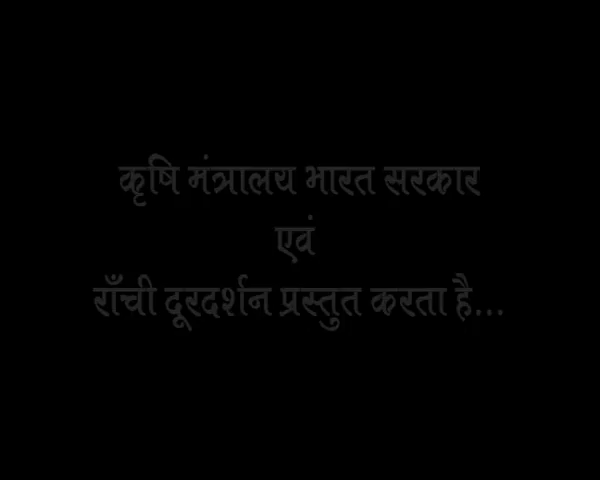 कृषि मंत्रालय भारत सरकार
एवं
राँची दूरदर्शन प्रस्तुत करता है...